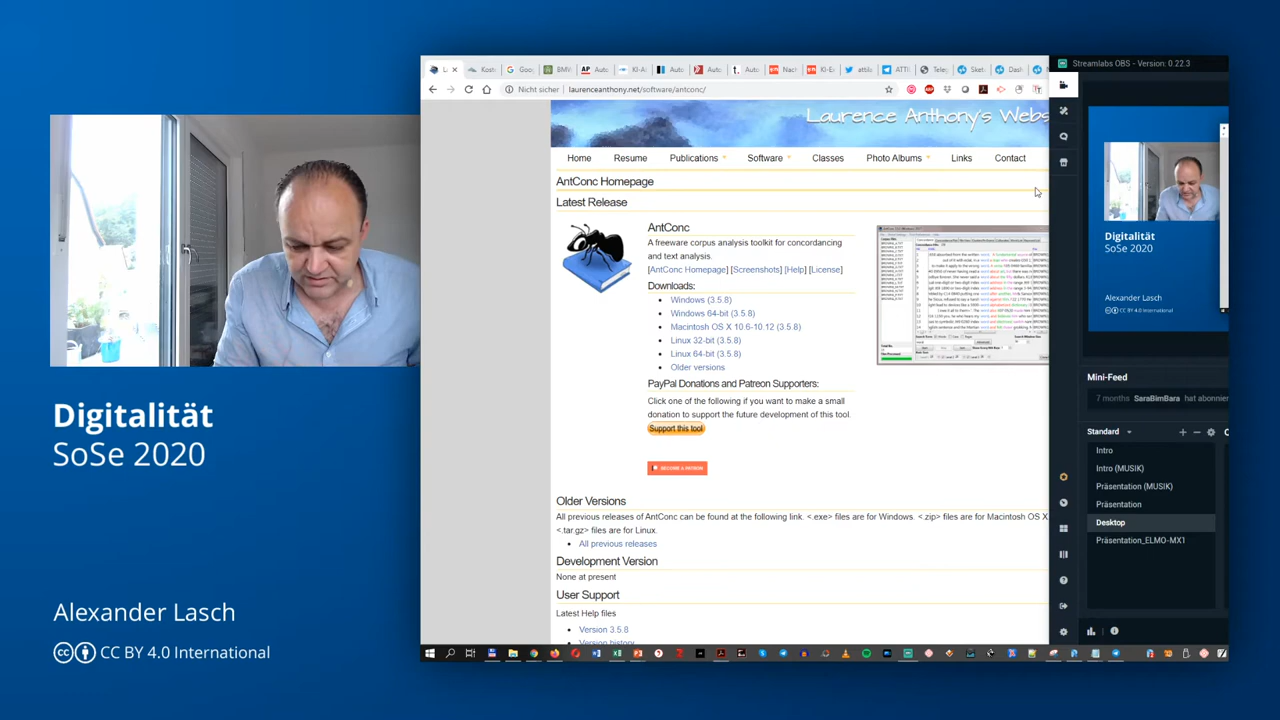 Digitalität
SoSe 2020
Alexander Lasch
CC BY 4.0 International
Nicht sicher
laurenceanthony.net/software/antconc/
Laurence Anthony's Webs
Home Resume Publications Software Classes Photo Albums Links Contact
AntConc Homepage
Latest Release
AntConc
A freeware corpus analysis toolkit for concordancing
and text analysis.
[AntConc Homepage] [Screenshots] [Help] [License]
Downloads:
Windows (3.5.8)
Windows 64-bit (3.5.8)
Macintosh OS X 10.6-10.12 (3.5.8)
Linux 32-bit (3.5.8)
Linux 64-bit (3.5.8)
Older versions
PayPal Donations and Patreon Supporters:
Click one of the following if you want to make a small
donation to support the future development of this tool.
Support this tool
BECOME A PATRON
Older Versions
All previous releases of AntConc can be found at the following link. <.exe> files are for Windows. <.zip> files are for Macintosh OS X
<.tar.gz> files are for Linux.
All previous releases
Development Version
None at present
User Support
Latest Help files
Version 3.5.8
Version history
Streamlabs OBS - Version: 0.22.3
Digitalität
SoSe 2020
Alexander Lasch
CC BY 4.0 International
Mini-Feed
7 months SaraBimBara hat abonnier
Standard
Intro
Intro (MUSIK)
Präsentation (MUSIK)
Präsentation
Desktop
Präsentation_ELMO-MX1